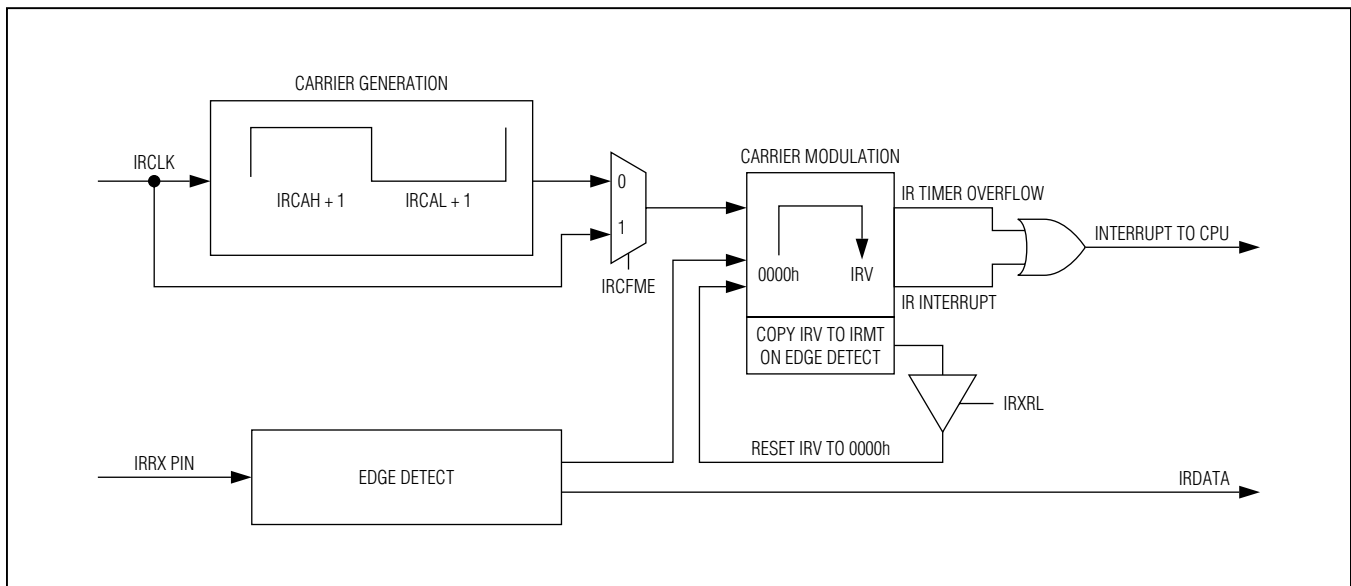 CARRIER GENERATION
IRCLK
IRCAH + 1
IRCAL + 1
0
1
IRCFME
CARRIER MODULATION
0000h
IRV
IR TIMER OVERFLOW
IR INTERRUPT
INTERRUPT TO CPU
COPY IRV TO IRMT
ON EDGE DETECT
IRXRL
RESET IRV TO 0000h
IRRX PIN
EDGE DETECT
IRDATA